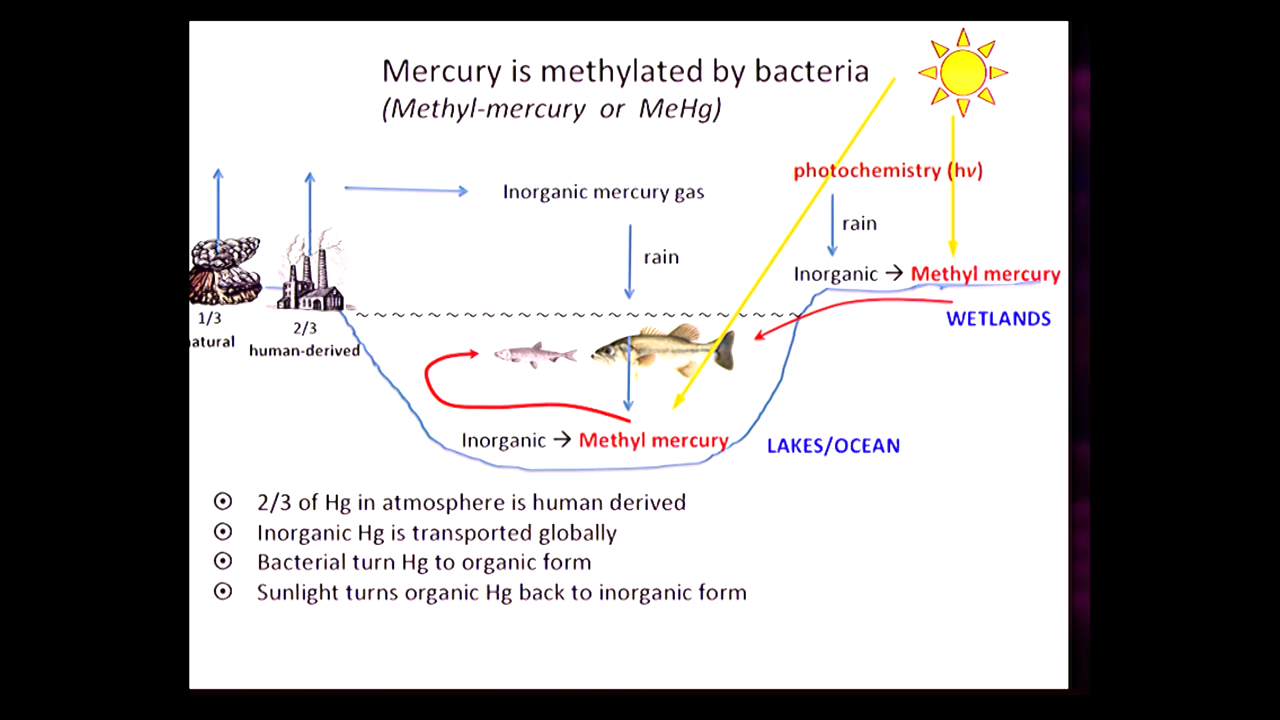 Mercury is methylated by bacteria
(Methyl-mercury or MeHg)
photochemistry (hν)
Inorganic mercury gas
rain
rain
Inorganic → Methyl mercury
WETLANDS
1/3
atural
2/3
human-derived
Inorganic → Methyl mercury
LAKES/OCEAN
⊙ 2/3 of Hg in atmosphere is human derived
⊙ Inorganic Hg is transported globally
⊙ Bacterial turn Hg to organic form
⊙ Sunlight turns organic Hg back to inorganic form